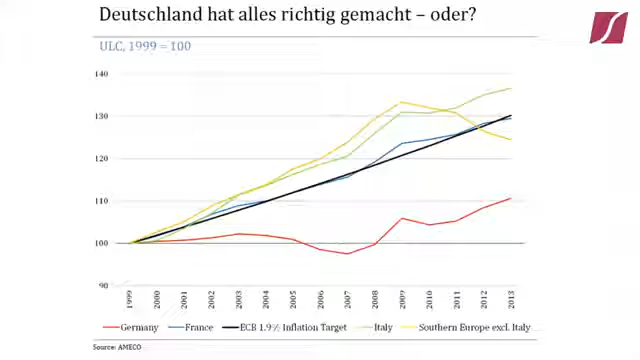 Deutschland hat alles richtig gemacht – oder?
ULC, 1999 = 100
140
130
120
110
100
90
1999 2000 2001 2002 2003 2004 2005 2006 2007 2008 2009 2010 2011 2012 2013
Germany France ECB 1.9% Inflation Target Italy Southern Europe excl. Italy
Source: AMECO